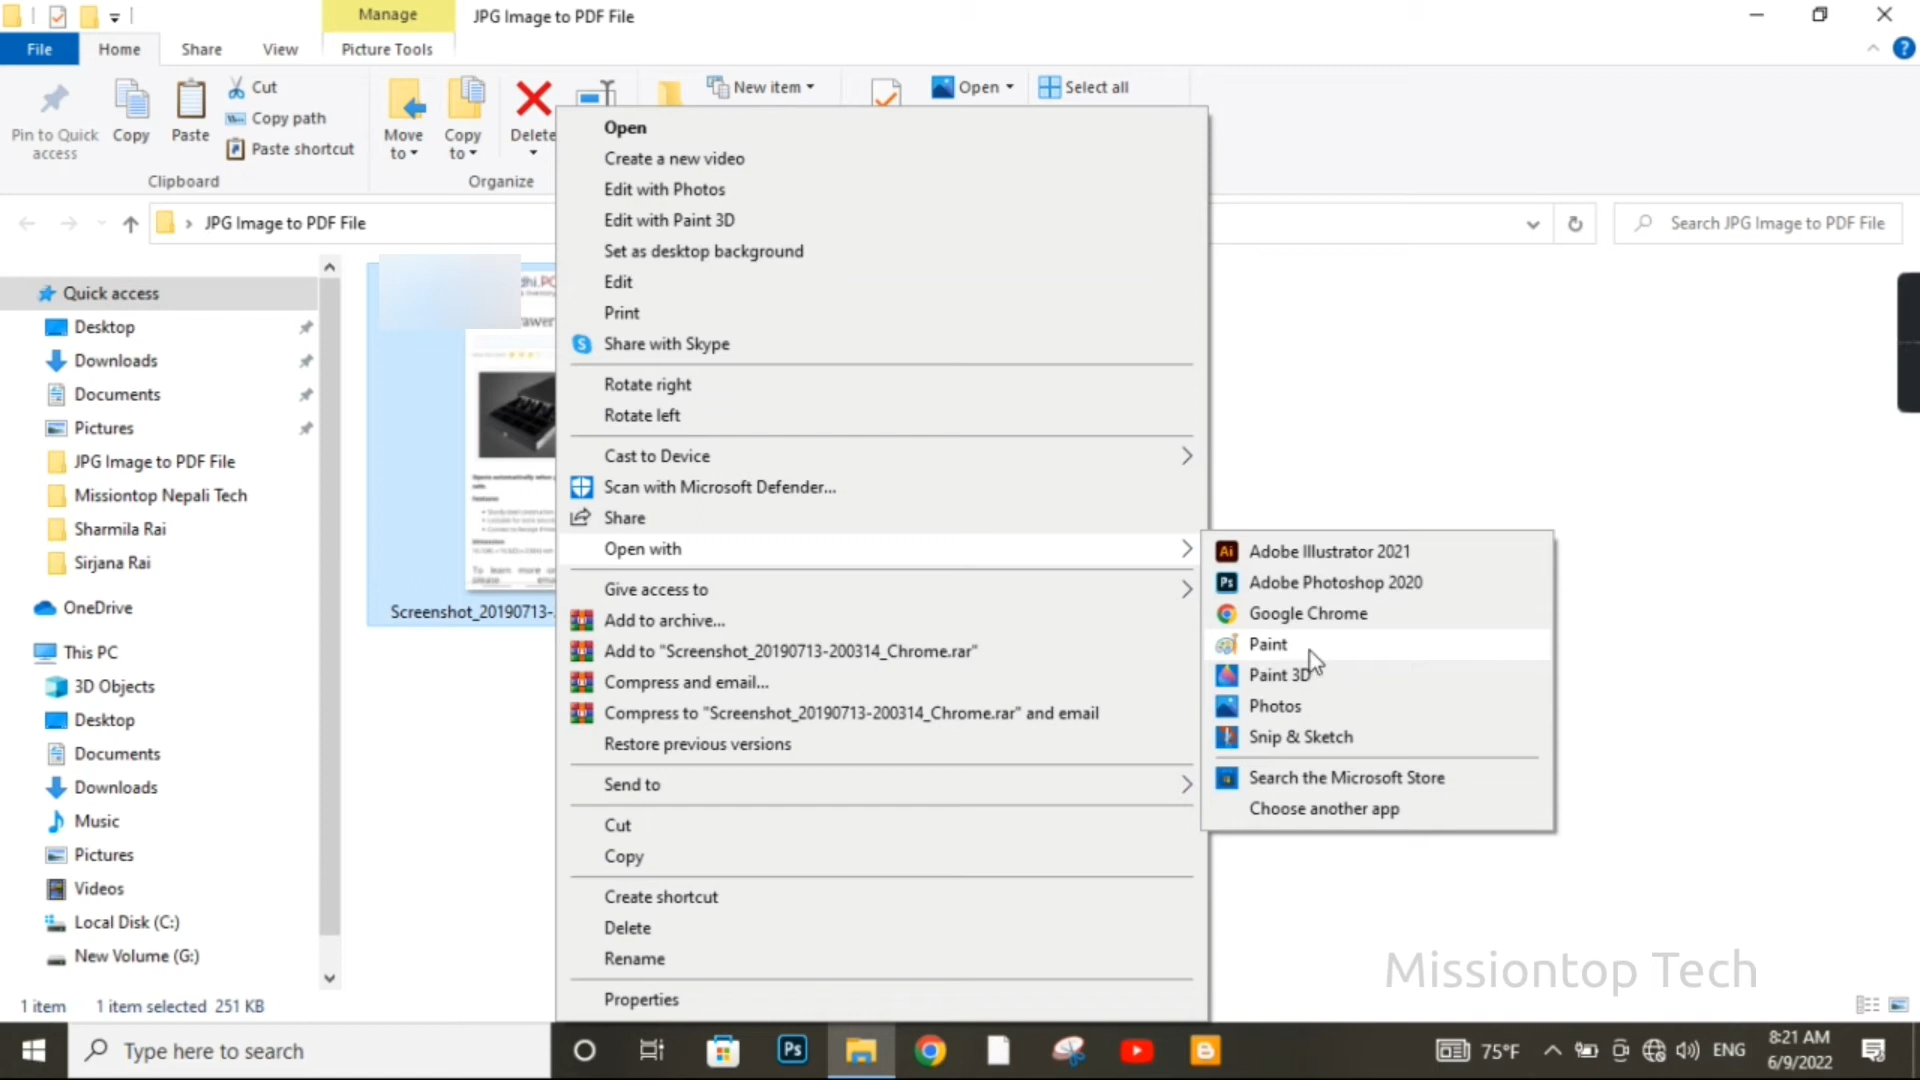 Manage
JPG Image to PDF File
File
Home
Share
View
Picture Tools
Pin to Quick access
Copy
Paste
Cut
Copy path
Paste shortcut
Clipboard
Move to
Copy to
Delete
Organize
New item
Open
Select all
JPG Image to PDF File
Search JPG Image to PDF File
Quick access
Desktop
Downloads
Documents
Pictures
JPG Image to PDF File
Missiontop Nepali Tech
Sharmila Rai
Sirjana Rai
OneDrive
This PC
3D Objects
Desktop
Documents
Downloads
Music
Pictures
Videos
Local Disk (C:)
New Volume (G:)
1 item
1 item selected 251 KB
Screenshot_20190713-
Open
Create a new video
Edit with Photos
Edit with Paint 3D
Set as desktop background
Edit
Print
Share with Skype
Rotate right
Rotate left
Cast to Device
Scan with Microsoft Defender...
Share
Open with
Give access to
Add to archive...
Add to "Screenshot_20190713-200314_Chrome.rar"
Compress and email...
Compress to "Screenshot_20190713-200314_Chrome.rar" and email
Restore previous versions
Send to
Cut
Copy
Create shortcut
Delete
Rename
Properties
Adobe Illustrator 2021
Adobe Photoshop 2020
Google Chrome
Paint
Paint 3D
Photos
Snip & Sketch
Search the Microsoft Store
Choose another app
Missiontop Tech
Type here to search
Ps
75°F
ENG
8:21 AM
6/9/2022